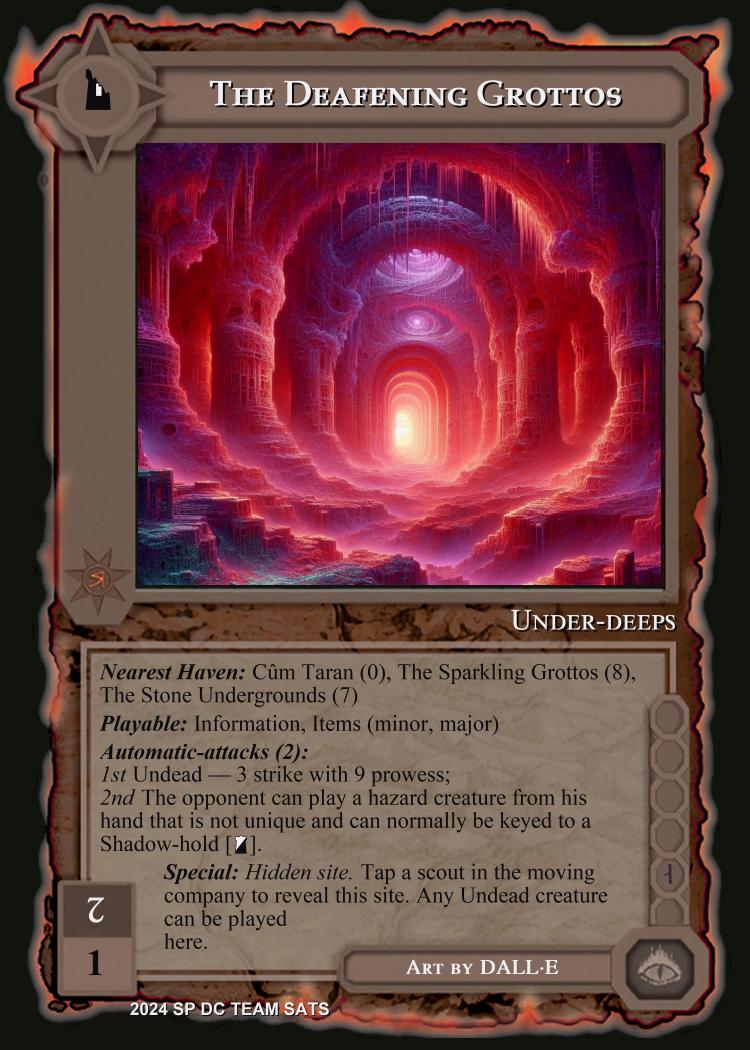 The Deafening Grottos
Under-deeps
Nearest Haven: Cûm Taran (0), The Sparkling Grottos (8),
The Stone Undergrounds (7)
Playable: Information, Items (minor, major)
Automatic-attacks (2):
1st Undead — 3 strike with 9 prowess;
2nd The opponent can play a hazard creature from his
hand that is not unique and can normally be keyed to a
Shadow-hold [ ].
Special: Hidden site. Tap a scout in the moving
company to reveal this site. Any Undead creature
can be played
here.
1
Art by DALL·E
2024 SP DC TEAM SATS